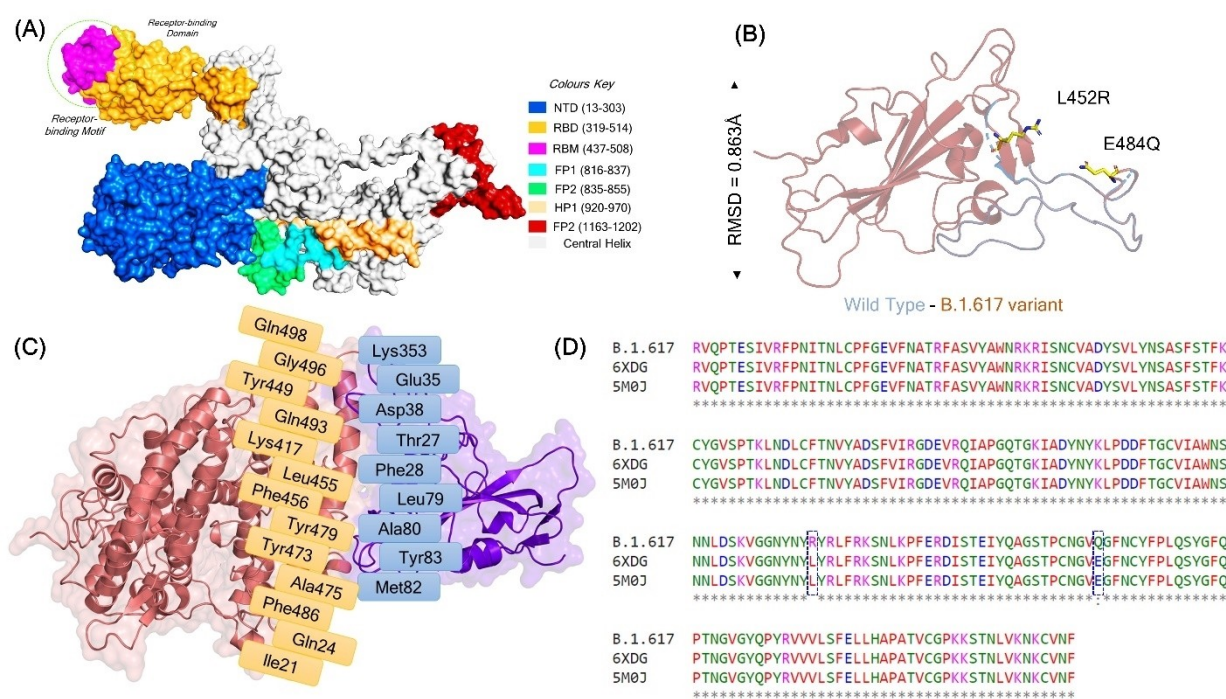 (A)
Receptor-binding
Domain
Receptor-
binding Motif
Colours Key
NTD (13-303)
RBD (319-514)
RBM (437-508)
FP1 (816-837)
FP2 (835-855)
HP1 (920-970)
FP2 (1163-1202)
Central Helix
(B)
RMSD = 0.863Å
L452R
E484Q
Wild Type - B.1.617 variant
(C)
Gln498
Gly496
Tyr449
Gln493
Lys417
Leu455
Phe456
Tyr479
Tyr473
Ala475
Phe486
Gln24
Ile21
Lys353
Glu35
Asp38
Thr27
Phe28
Leu79
Ala80
Tyr83
Met82
(D)
B.1.617 RVQPTESIVRFPNITNLCPFGEVFNATRFASVYAWNRKRISNCVADYSVLYNSASFSTFK
6XDG RVQPTESIVRFPNITNLCPFGEVFNATRFASVYAWNRKRISNCVADYSVLYNSASFSTFK
5M0J RVQPTESIVRFPNITNLCPFGEVFNATRFASVYAWNRKRISNCVADYSVLYNSASFSTFK
************************************************************
B.1.617 CYGVSPTKLNDLCFTNVYADSFVIRGDEVRQIAPGQTGKIADYNYKLPDDFTGCVIAWNS
6XDG CYGVSPTKLNDLCFTNVYADSFVIRGDEVRQIAPGQTGKIADYNYKLPDDFTGCVIAWNS
5M0J CYGVSPTKLNDLCFTNVYADSFVIRGDEVRQIAPGQTGKIADYNYKLPDDFTGCVIAWNS
************************************************************
B.1.617 NNLDSKVGGNYNYRYRLFRKSNLKPFERDISTEIYQAGSTPCNGVQGFNCYFPLQSYGFQ
6XDG NNLDSKVGGNYNYLYRLFRKSNLKPFERDISTEIYQAGSTPCNGVEGFNCYFPLQSYGFQ
5M0J NNLDSKVGGNYNYLYRLFRKSNLKPFERDISTEIYQAGSTPCNGVEGFNCYFPLQSYGFQ
************* *******************************:**************
B.1.617 PTNGVGYQPYRVVVLSFELLHAPATVCGPKKSTNLVKNKCVNF
6XDG PTNGVGYQPYRVVVLSFELLHAPATVCGPKKSTNLVKNKCVNF
5M0J PTNGVGYQPYRVVVLSFELLHAPATVCGPKKSTNLVKNKCVNF
*******************************************